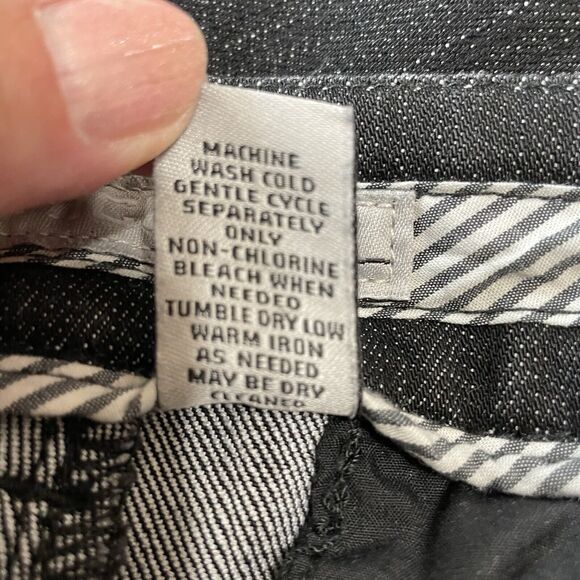 MACHINE
WASH COLD
GENTLE CYCLE
SEPARATELY
ONLY
NON-CHLORINE
BLEACH WHEN
NEEDED
TUMBLE DRY LOW
WARM IRON
AS NEEDED
MAY BE DRY
CLEANED